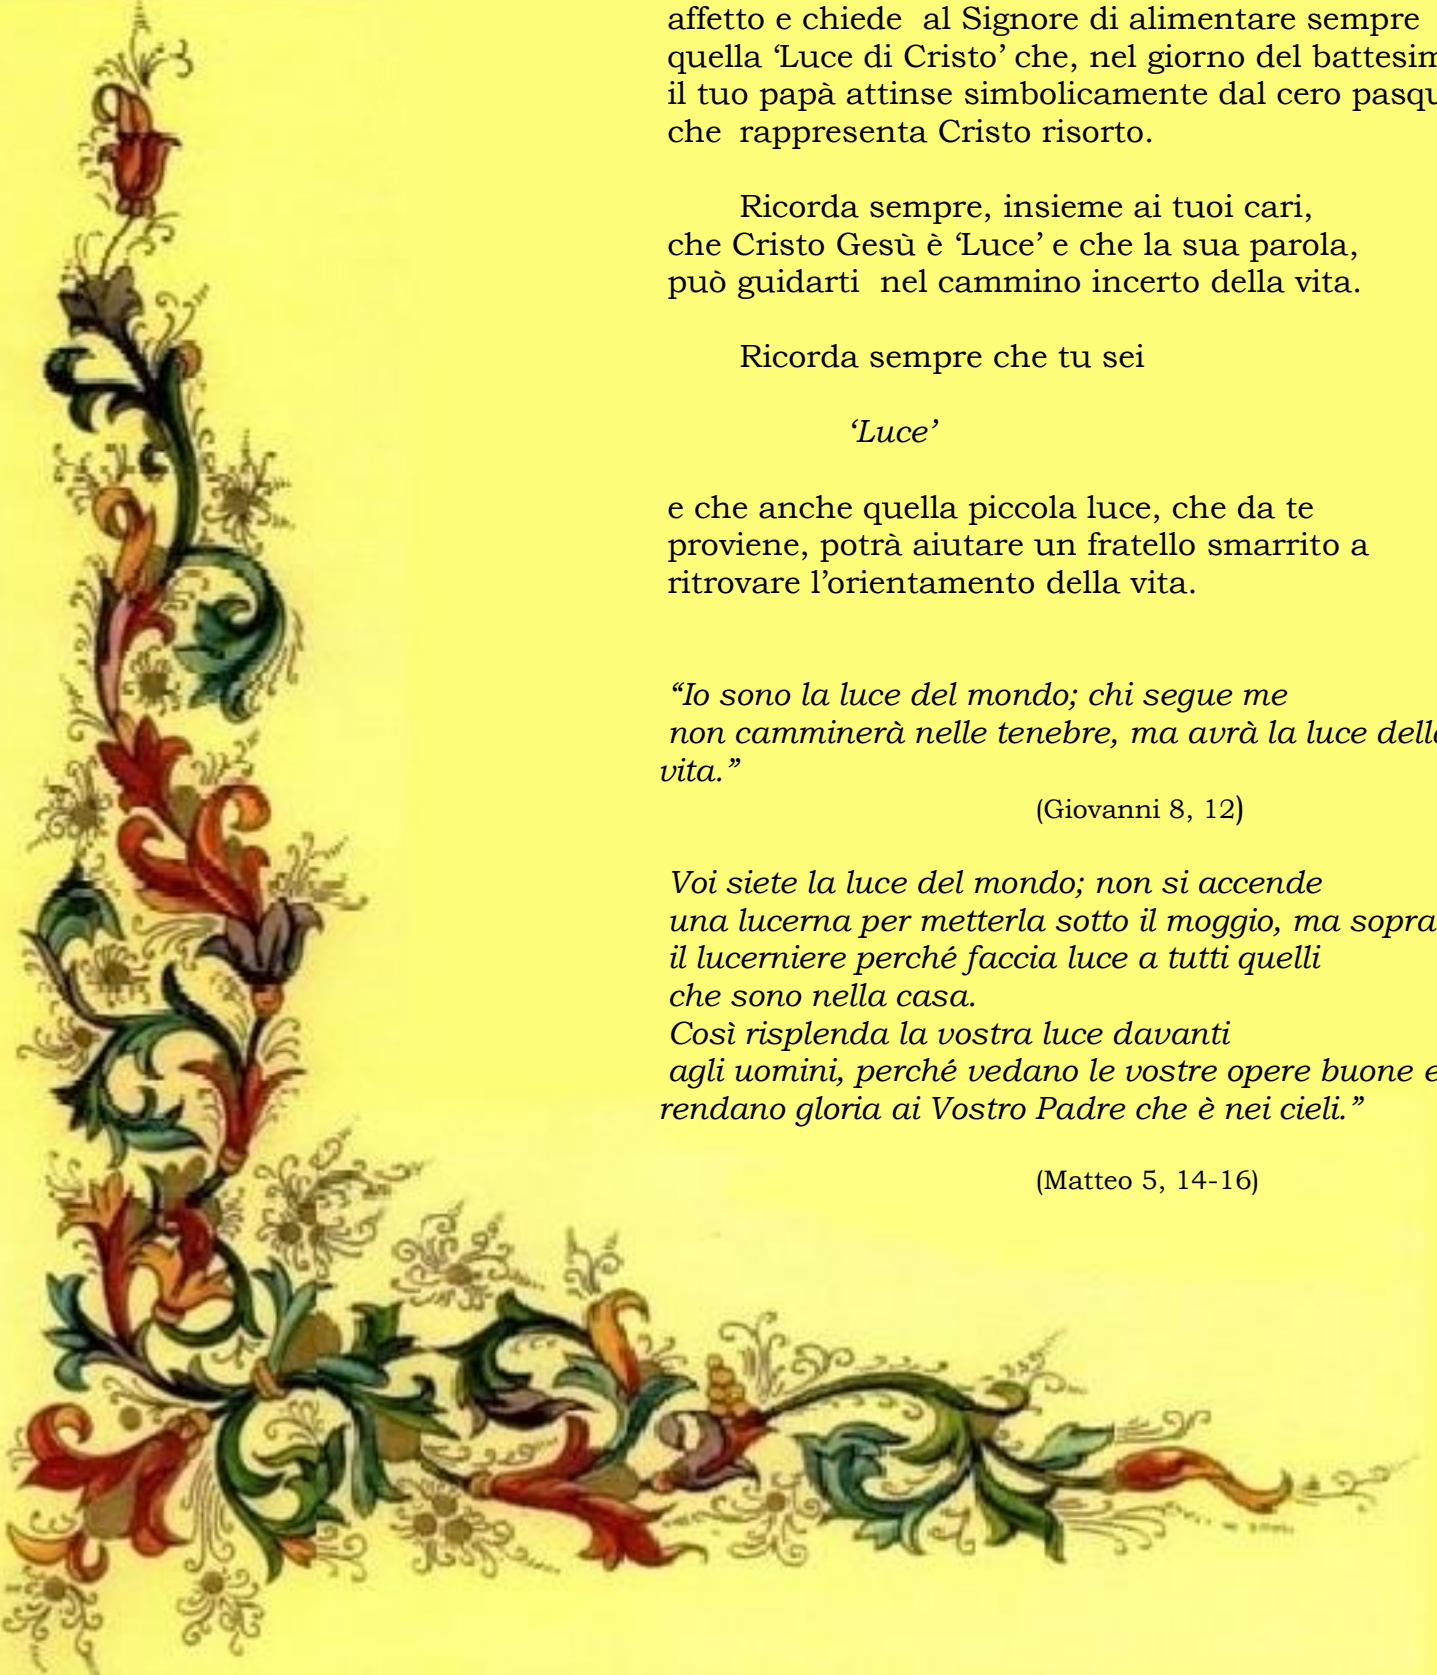 affetto e chiede al Signore di alimentare sempre
quella ‘Luce di Cristo’ che, nel giorno del battesim
il tuo papà attinse simbolicamente dal cero pasqu
che rappresenta Cristo risorto.
Ricorda sempre, insieme ai tuoi cari,
che Cristo Gesù è ‘Luce’ e che la sua parola,
può guidarti nel cammino incerto della vita.
Ricorda sempre che tu sei
‘Luce’
e che anche quella piccola luce, che da te
proviene, potrà aiutare un fratello smarrito a
ritrovare l’orientamento della vita.
“Io sono la luce del mondo; chi segue me
non camminerà nelle tenebre, ma avrà la luce della
vita.”
(Giovanni 8, 12)
Voi siete la luce del mondo; non si accende
una lucerna per metterla sotto il moggio, ma sopra
il lucerniere perché faccia luce a tutti quelli
che sono nella casa.
Così risplenda la vostra luce davanti
agli uomini, perché vedano le vostre opere buone e
rendano gloria ai Vostro Padre che è nei cieli.”
(Matteo 5, 14-16)